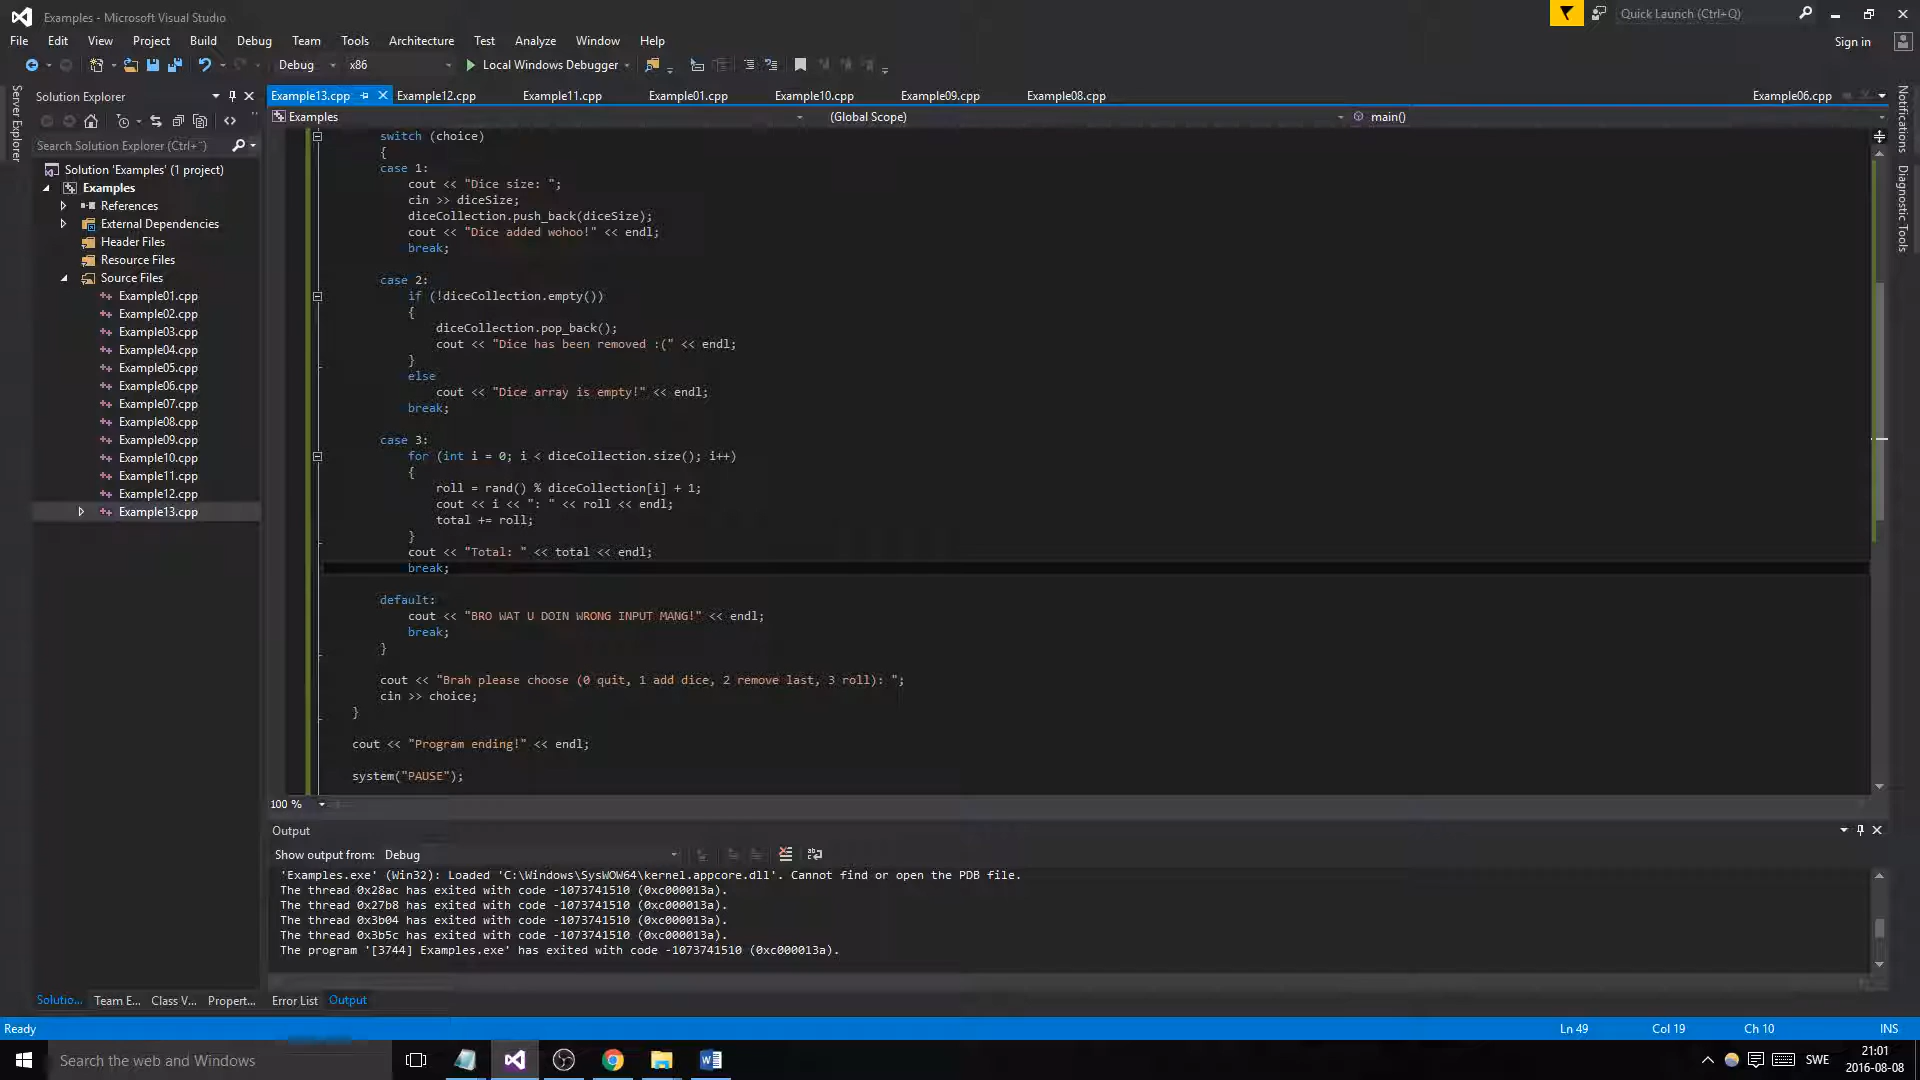 Examples - Microsoft Visual Studio
Quick Launch (Ctrl+Q)
File Edit View Project Build Debug Team Tools Architecture Test Analyze Window Help
Sign in
Debug x86 Local Windows Debugger
Server Explorer
Solution Explorer
Search Solution Explorer (Ctrl+¨)
Solution 'Examples' (1 project)
Examples
References
External Dependencies
Header Files
Resource Files
Source Files
Example01.cpp
Example02.cpp
Example03.cpp
Example04.cpp
Example05.cpp
Example06.cpp
Example07.cpp
Example08.cpp
Example09.cpp
Example10.cpp
Example11.cpp
Example12.cpp
Example13.cpp
Solutio... Team E... Class V... Propert...
Example13.cpp Example12.cpp Example11.cpp Example01.cpp Example10.cpp Example09.cpp Example08.cpp Example06.cpp
Examples (Global Scope) main()
switch (choice)
{
case 1:
cout << "Dice size: ";
cin >> diceSize;
diceCollection.push_back(diceSize);
cout << "Dice added wohoo!" << endl;
break;
case 2:
if (!diceCollection.empty())
{
diceCollection.pop_back();
cout << "Dice has been removed :(" << endl;
}
else
cout << "Dice array is empty!" << endl;
break;
case 3:
for (int i = 0; i < diceCollection.size(); i++)
{
roll = rand() % diceCollection[i] + 1;
cout << i << ": " << roll << endl;
total += roll;
}
cout << "Total: " << total << endl;
break;
default:
cout << "BRO WAT U DOIN WRONG INPUT MANG!" << endl;
break;
}
cout << "Brah please choose (0 quit, 1 add dice, 2 remove last, 3 roll): ";
cin >> choice;
}
cout << "Program ending!" << endl;
system("PAUSE");
100 %
Notifications
Diagnostic Tools
Output
Show output from: Debug
'Examples.exe' (Win32): Loaded 'C:\Windows\SysWOW64\kernel.appcore.dll'. Cannot find or open the PDB file.
The thread 0x28ac has exited with code -1073741510 (0xc000013a).
The thread 0x27b8 has exited with code -1073741510 (0xc000013a).
The thread 0x3b04 has exited with code -1073741510 (0xc000013a).
The thread 0x3b5c has exited with code -1073741510 (0xc000013a).
The program '[3744] Examples.exe' has exited with code -1073741510 (0xc000013a).
Error List Output
Ready Ln 49 Col 19 Ch 10 INS
Search the web and Windows
SWE
21:01
2016-08-08